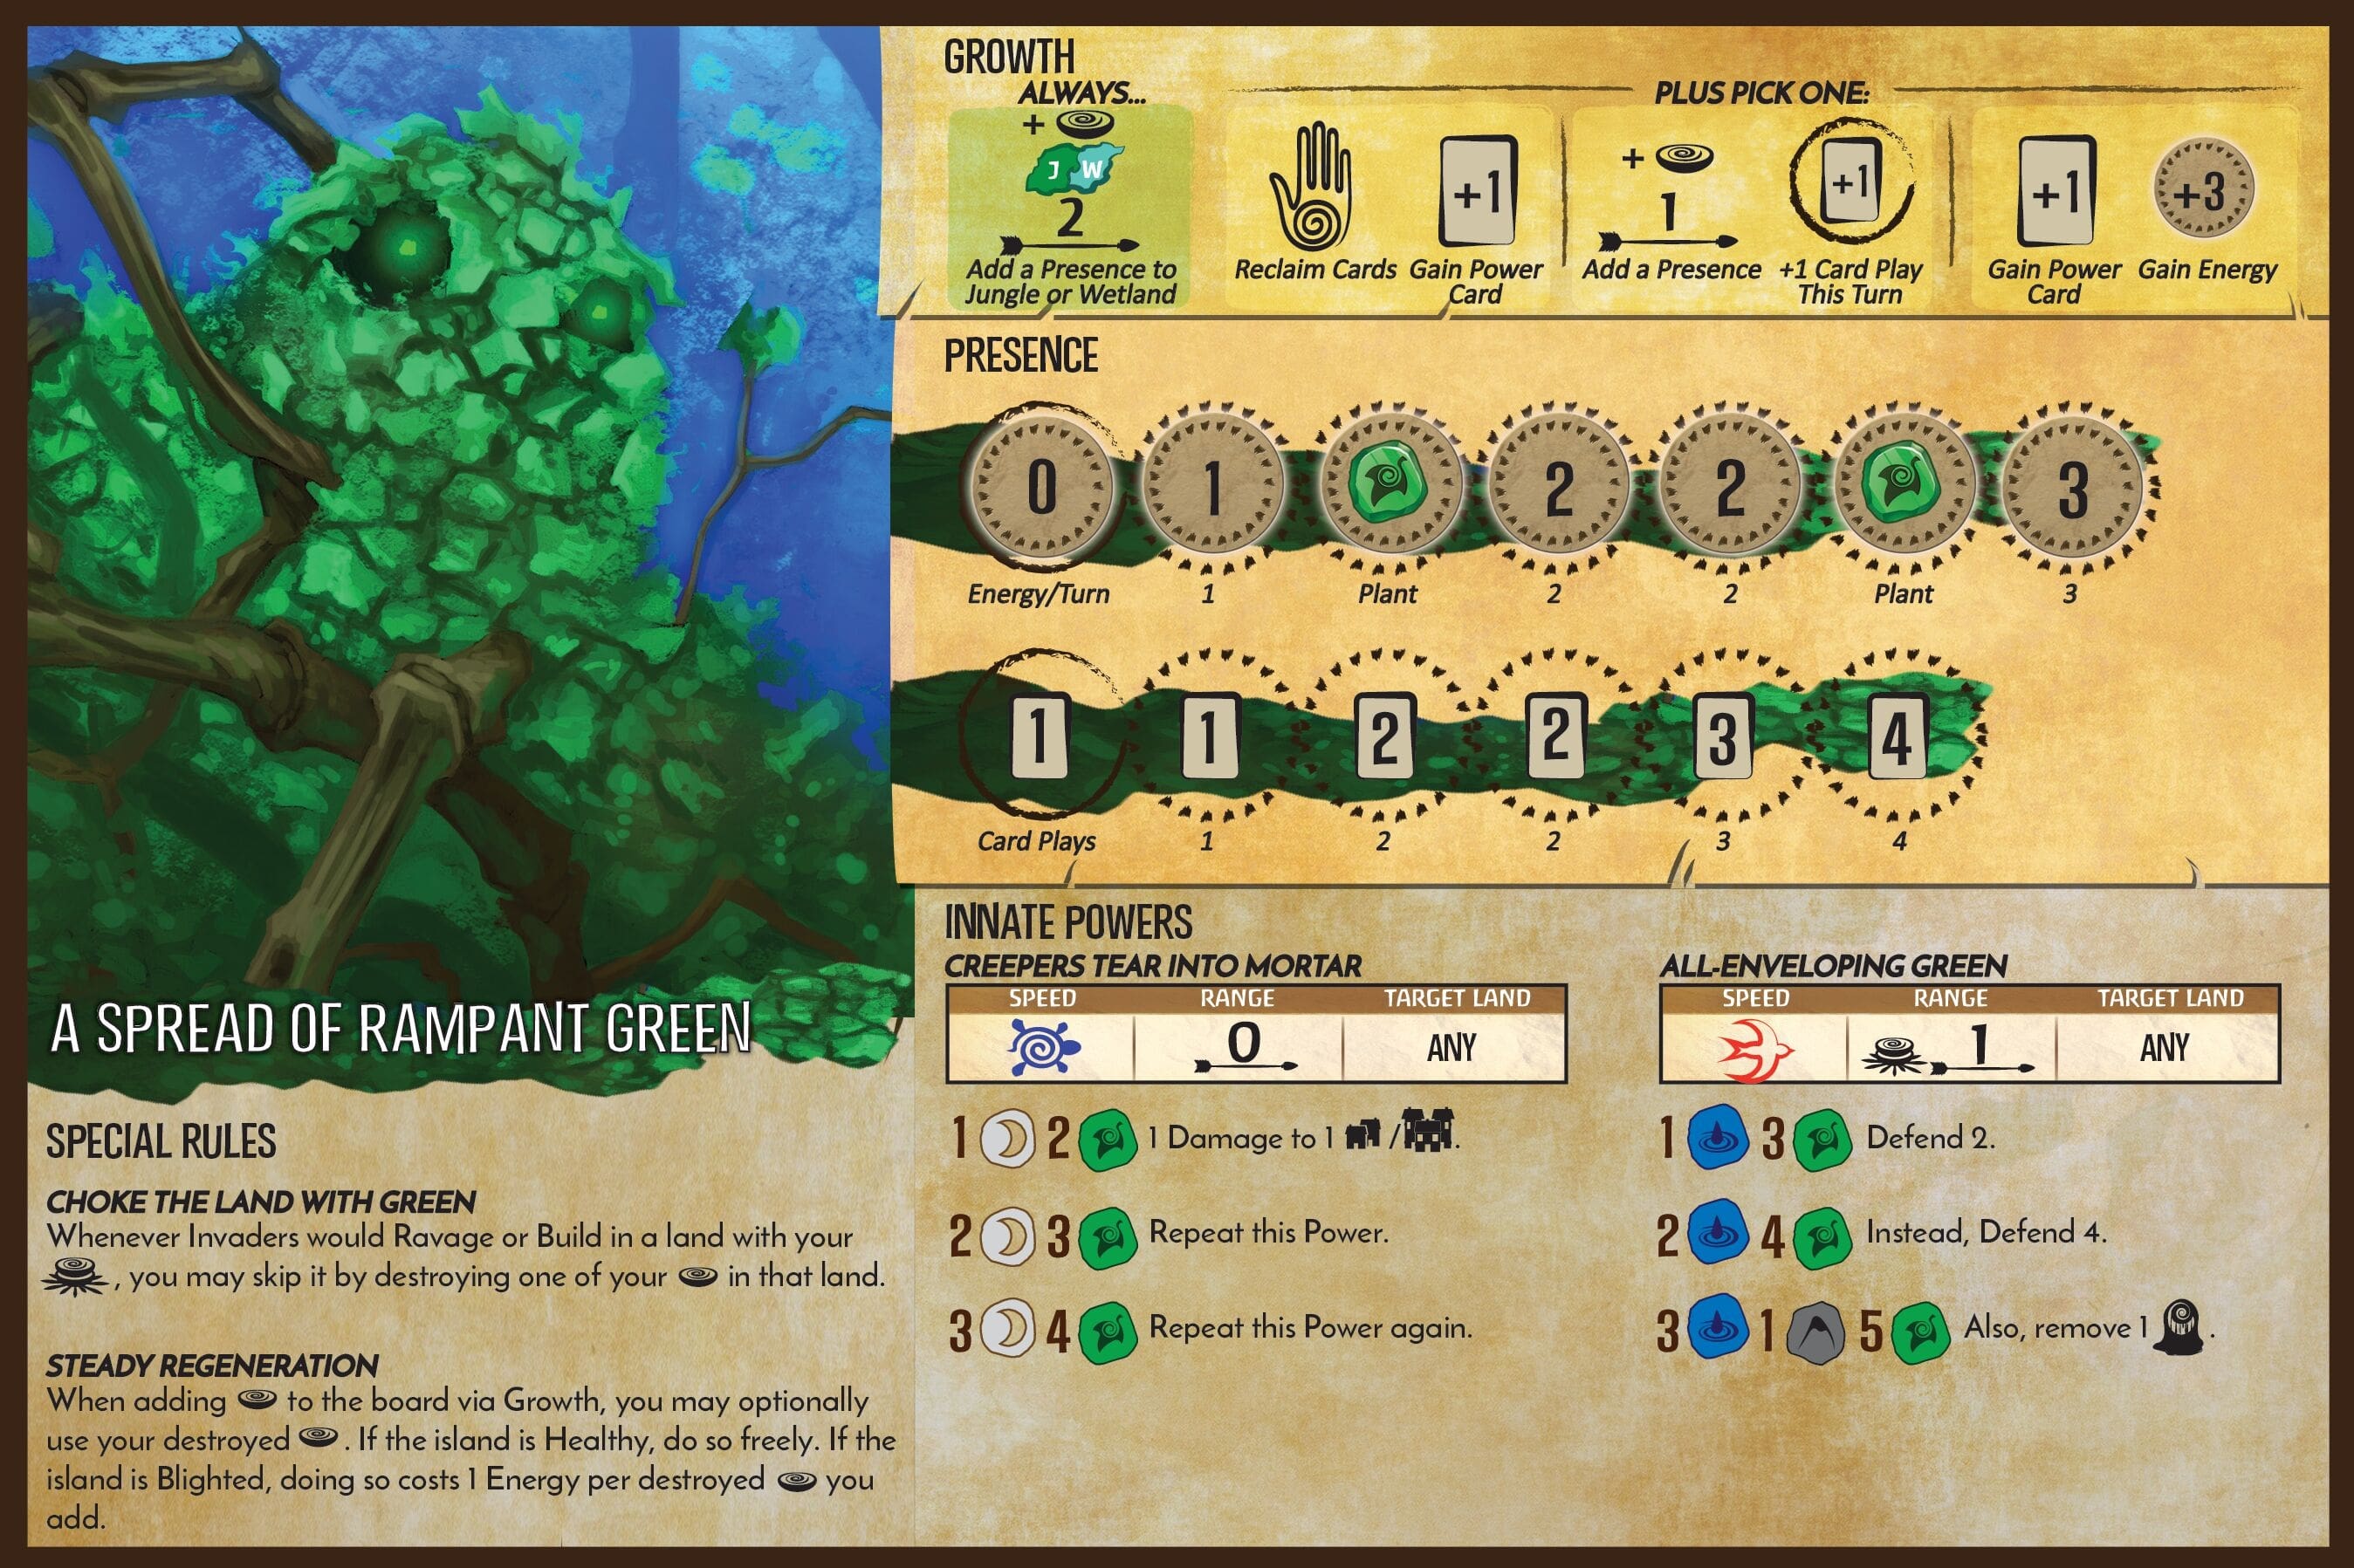 GROWTH
ALWAYS...
+
J W
2
Add a Presence to
Jungle or Wetland
PLUS PICK ONE:
Reclaim Cards
+1
Gain Power
Card
+
1
Add a Presence
+1
+1 Card Play
This Turn
+1
Gain Power
Card
+3
Gain Energy
PRESENCE
0 1 2 2 3
Energy/Turn 1 Plant 2 2 Plant 3
1 1 2 2 3 4
Card Plays 1 2 2 3 4
INNATE POWERS
CREEPERS TEAR INTO MORTAR
SPEED RANGE TARGET LAND
0 ANY
1 2 1 Damage to 1 / .
2 3 Repeat this Power.
3 4 Repeat this Power again.
ALL-ENVELOPING GREEN
SPEED RANGE TARGET LAND
1 ANY
1 3 Defend 2.
2 4 Instead, Defend 4.
3 1 5 Also, remove 1 .
A SPREAD OF RAMPANT GREEN
SPECIAL RULES
CHOKE THE LAND WITH GREEN
Whenever Invaders would Ravage or Build in a land with your
, you may skip it by destroying one of your in that land.
STEADY REGENERATION
When adding to the board via Growth, you may optionally
use your destroyed . If the island is Healthy, do so freely. If the
island is Blighted, doing so costs 1 Energy per destroyed you
add.